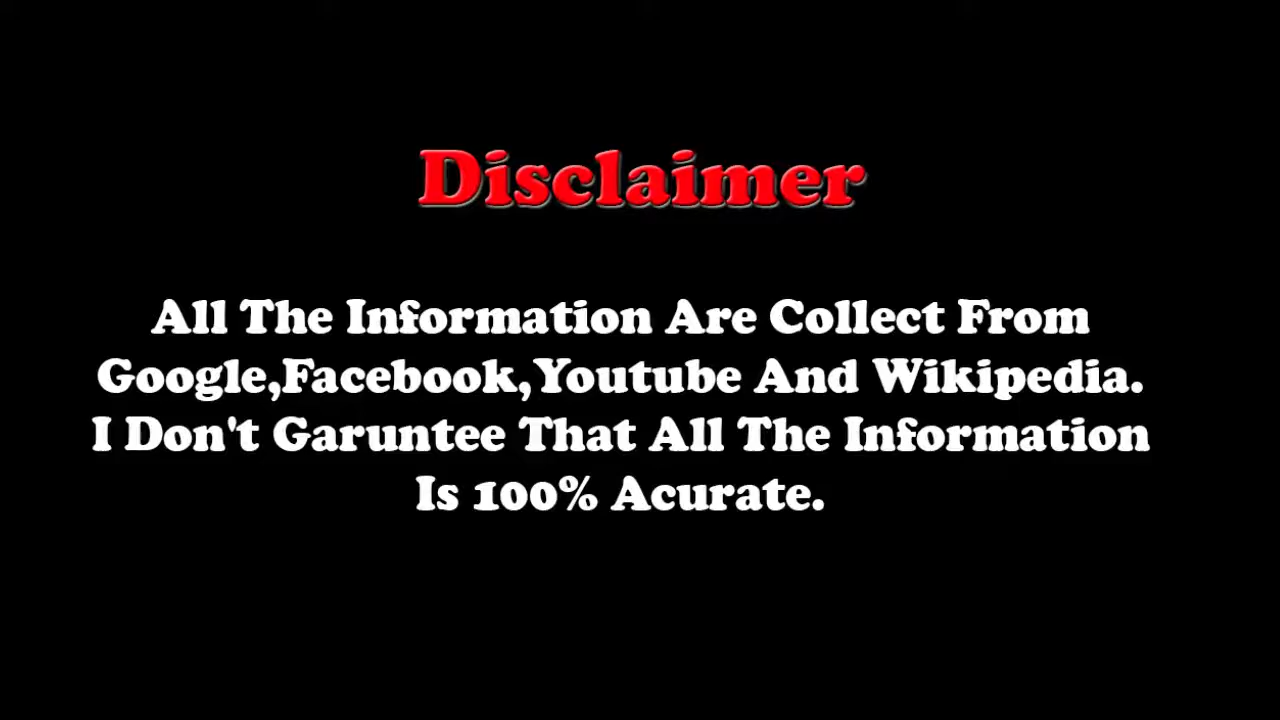 Disclaimer
All The Information Are Collect From
Google,Facebook,Youtube And Wikipedia.
I Don't Garuntee That All The Information
Is 100% Acurate.